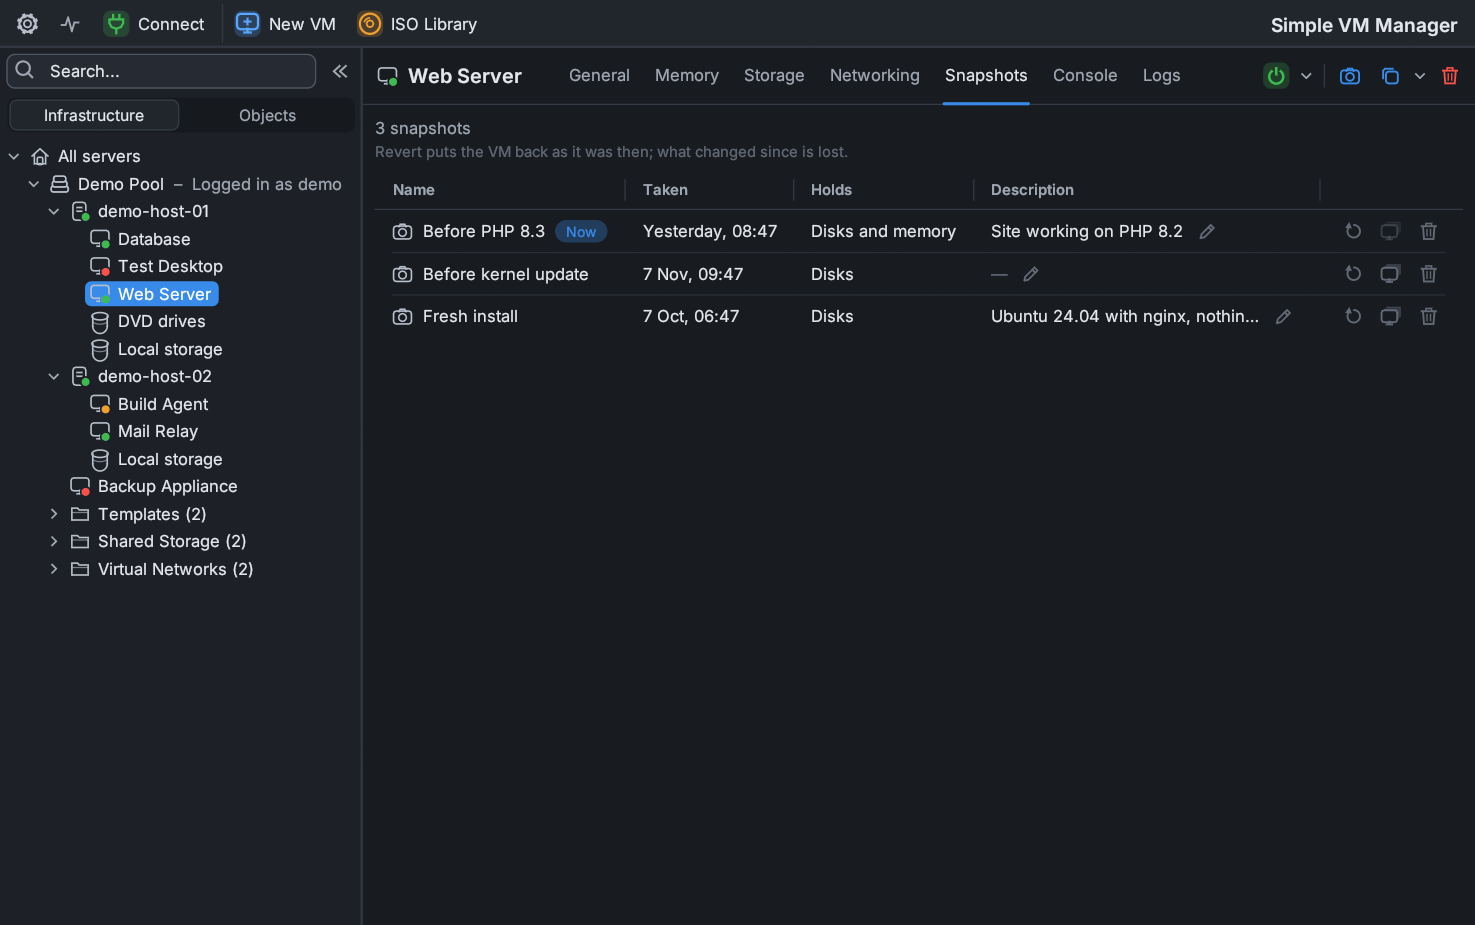 Connect
New VM
ISO Library
Simple VM Manager
Search...
Infrastructure
Objects
All servers
Demo Pool – Logged in as demo
demo-host-01
Database
Test Desktop
Web Server
DVD drives
Local storage
demo-host-02
Build Agent
Mail Relay
Local storage
Backup Appliance
Templates (2)
Shared Storage (2)
Virtual Networks (2)
Web Server
General Memory Storage Networking Snapshots Console Logs
3 snapshots
Revert puts the VM back as it was then; what changed since is lost.
Name Taken Holds Description
Before PHP 8.3 Now Yesterday, 08:47 Disks and memory Site working on PHP 8.2
Before kernel update 7 Nov, 09:47 Disks —
Fresh install 7 Oct, 06:47 Disks Ubuntu 24.04 with nginx, nothin...